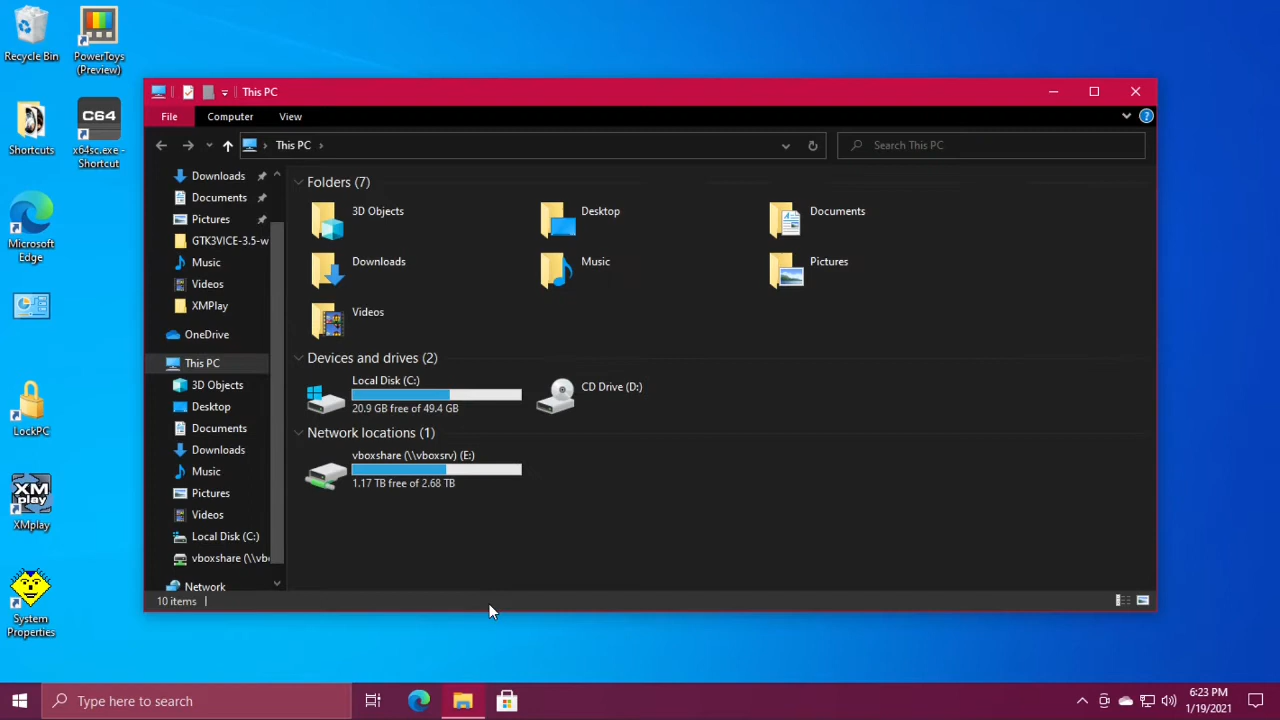 Recycle Bin
PowerToys
(Preview)
Shortcuts
C64
x64sc.exe -
Shortcut
Microsoft
Edge
LockPC
XM
play
XMplay
System
Properties
This PC
File Computer View
This PC
Search This PC
Downloads
Documents
Pictures
GTK3VICE-3.5-w
Music
Videos
XMPlay
OneDrive
This PC
3D Objects
Desktop
Documents
Downloads
Music
Pictures
Videos
Local Disk (C:)
vboxshare (\\vbo
Network
Folders (7)
3D Objects
Desktop
Documents
Downloads
Music
Pictures
Videos
Devices and drives (2)
Local Disk (C:)
20.9 GB free of 49.4 GB
CD Drive (D:)
Network locations (1)
vboxshare (\\vboxsrv) (E:)
1.17 TB free of 2.68 TB
10 items
Type here to search
6:23 PM
1/19/2021